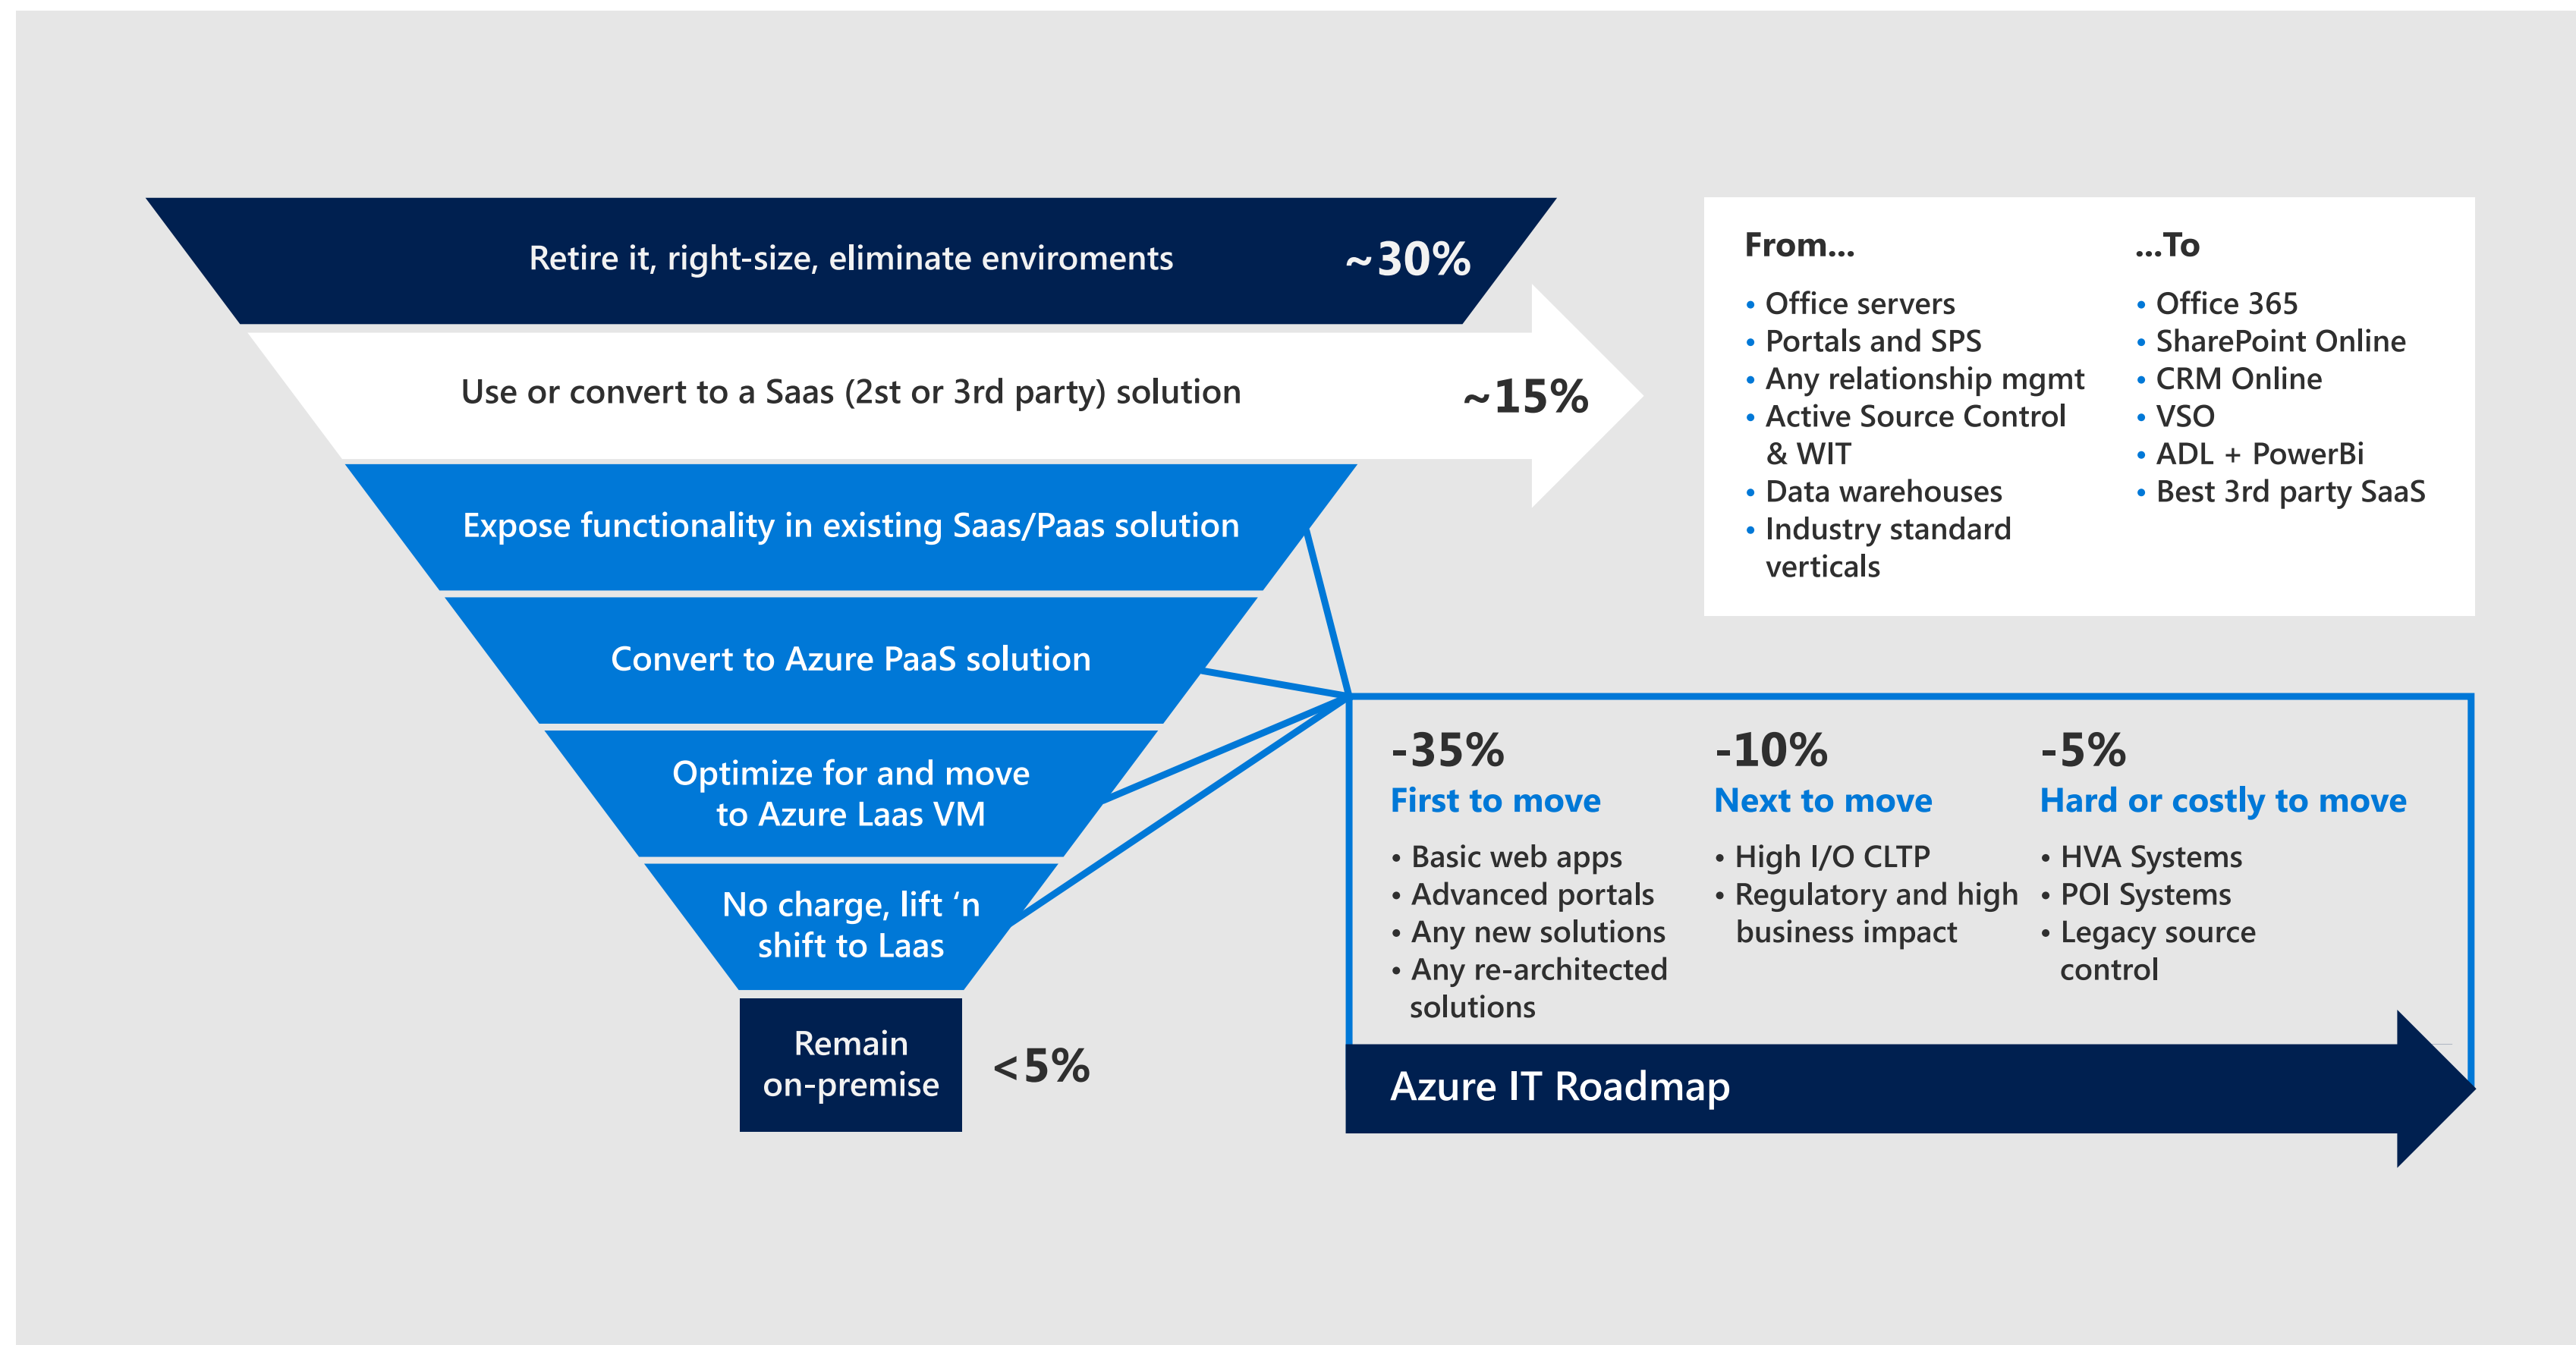 Retire it, right-size, eliminate enviroments
~30%
Use or convert to a Saas (2st or 3rd party) solution
~15%
Expose functionality in existing Saas/Paas solution
Convert to Azure PaaS solution
Optimize for and move
to Azure Laas VM
No charge, lift ‘n
shift to Laas
Remain
on-premise
<5%
From...
• Office servers
• Portals and SPS
• Any relationship mgmt
• Active Source Control
& WIT
• Data warehouses
• Industry standard
verticals
...To
• Office 365
• SharePoint Online
• CRM Online
• VSO
• ADL + PowerBi
• Best 3rd party SaaS
-35%
First to move
• Basic web apps
• Advanced portals
• Any new solutions
• Any re-architected
solutions
-10%
Next to move
• High I/O CLTP
• Regulatory and high
business impact
-5%
Hard or costly to move
• HVA Systems
• POI Systems
• Legacy source
control
Azure IT Roadmap